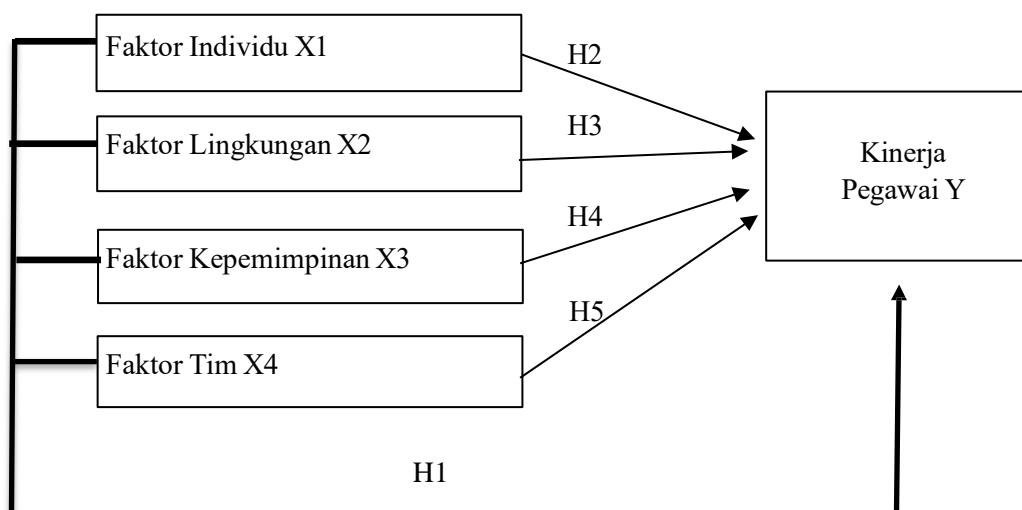 Faktor Individu X1
H2
Faktor Lingkungan X2
H3
Kinerja
Pegawai Y
Faktor Kepemimpinan X3
H4
Faktor Tim X4
H5
H1